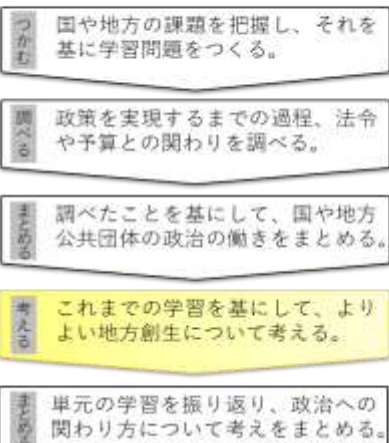 つかむ
国や地方の課題を把握し、それを
基に学習問題をつくる。
調べる
政策を実現するまでの過程、法令
や予算との関わりを調べる。
まとめる
調べたことを基にして、国や地方
公共団体の政治の働きをまとめる。
考える
これまでの学習を基にして、より
よい地方創生について考える。
まとめる
単元の学習を振り返り、政治への
関わり方について考えをまとめる。